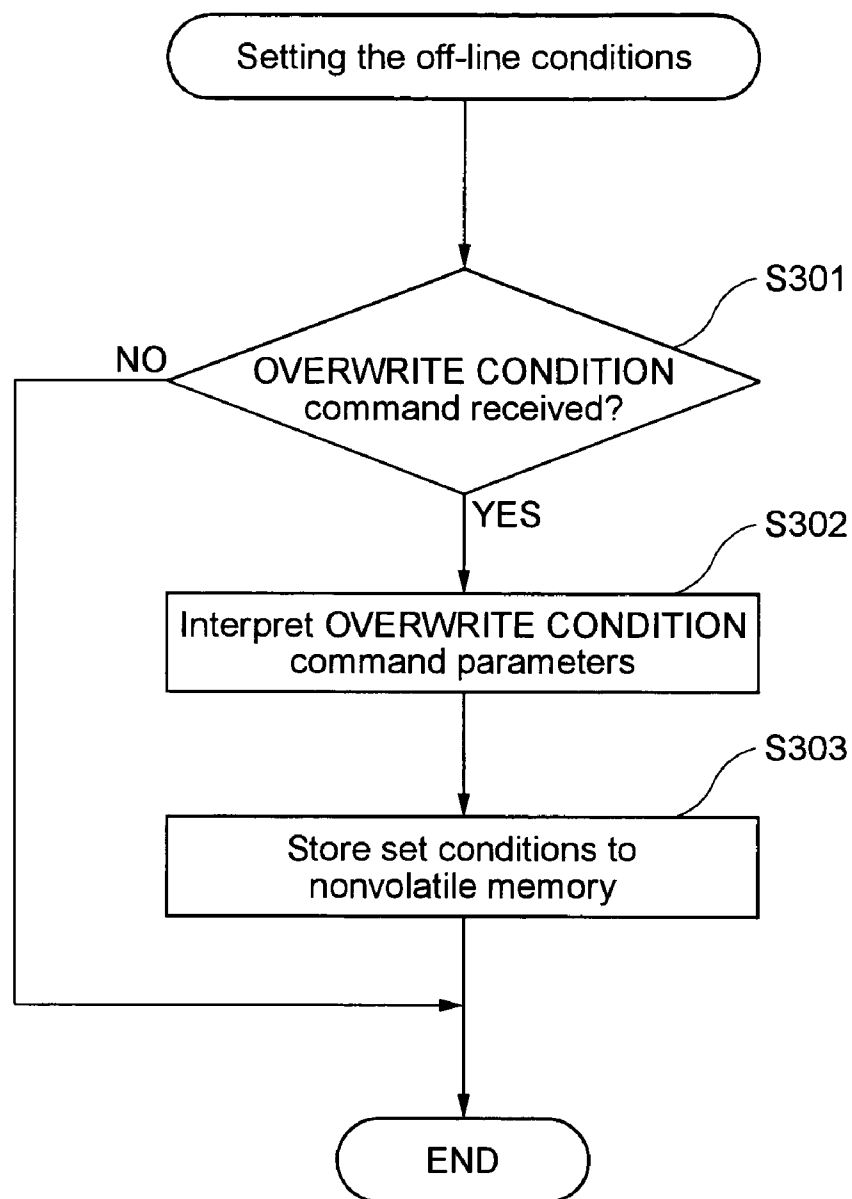 Setting the off-line conditions
S301
NO
OVERWRITE CONDITION
command received?
YES
S302
Interpret OVERWRITE CONDITION
command parameters
S303
Store set conditions to
nonvolatile memory
END